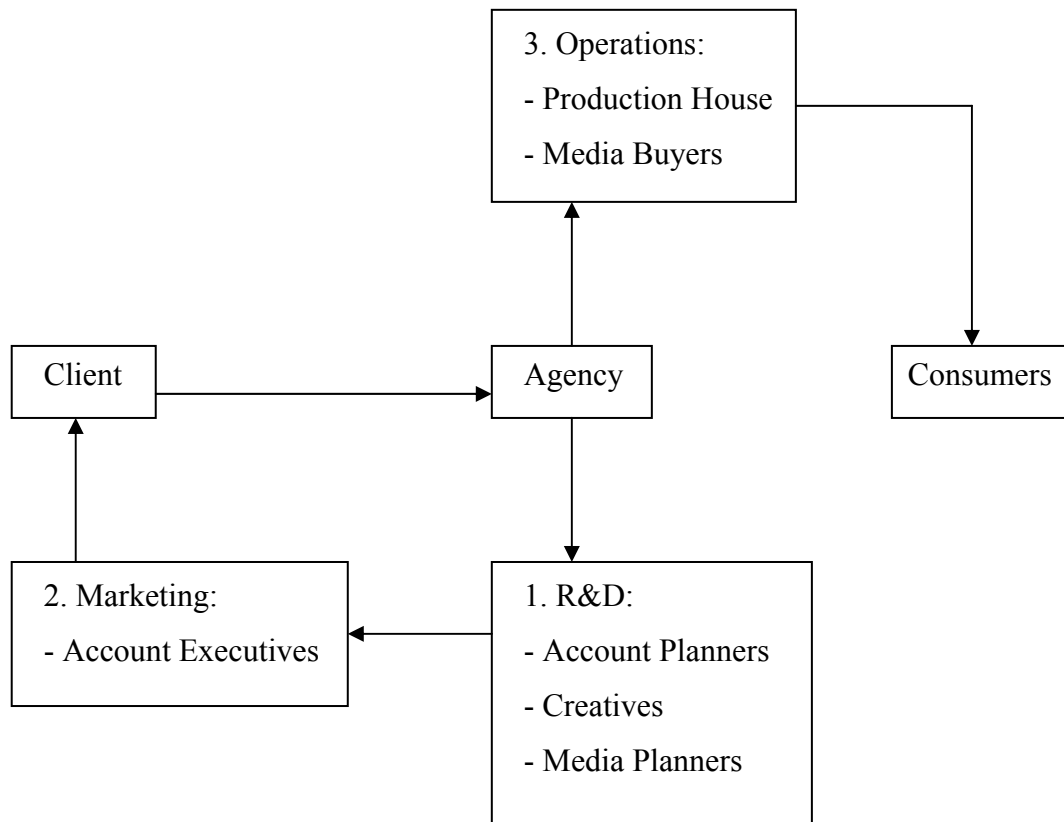 3. Operations:
- Production House
- Media Buyers
Client
Agency
Consumers
2. Marketing:
- Account Executives
1. R&D:
- Account Planners
- Creatives
- Media Planners